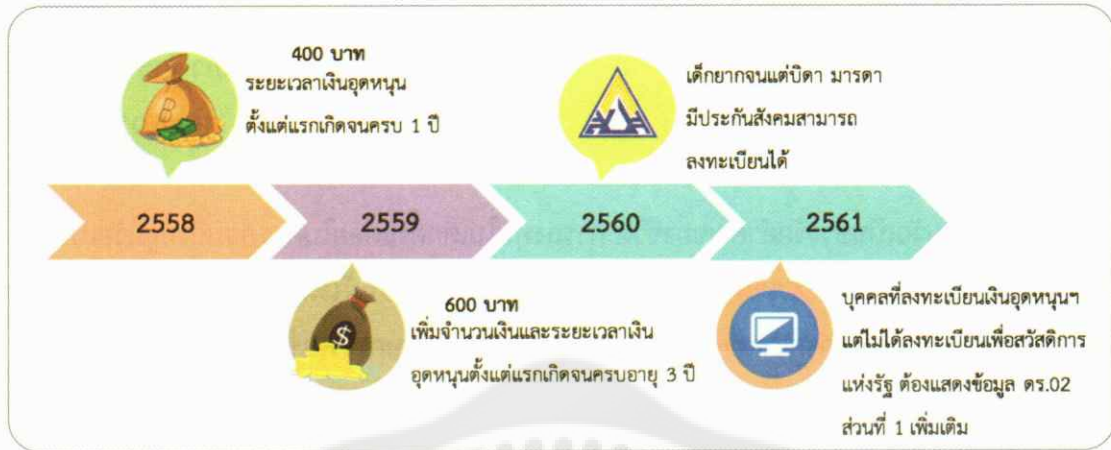 400 บาท
ระยะเวลาเงินอุดหนุน
ตั้งแต่แรกเกิดจนครบ 1 ปี
เด็กยากจนแต่บิดา มารดา
มีประกันสังคมสามารถ
ลงทะเบียนได้
2558
2559
2560
2561
600 บาท
เพิ่มจำนวนเงินและระยะเวลาเงิน
อุดหนุนตั้งแต่แรกเกิดจนครบอายุ 3 ปี
บุคคลที่ลงทะเบียนเงินอุดหนุนฯ
แต่ไม่ได้ลงทะเบียนเพื่อสวัสดิการ
แห่งรัฐ ต้องแสดงข้อมูล ดร.02
ส่วนที่ 1 เพิ่มเติม